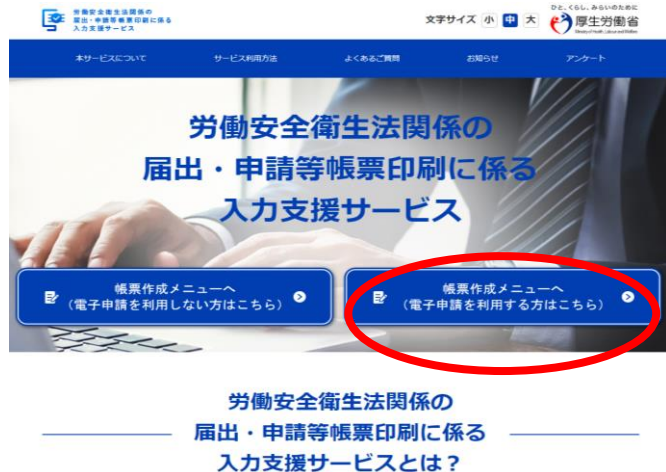 労働安全衛生法関係の
届出・申請等帳票印刷に係る
入力支援サービス
文字サイズ 小 中 大
ひと、くらし、みらいのために
厚生労働省
Ministry of Health, Labour and Welfare
本サービスについて サービス利用方法 よくあるご質問 お知らせ アンケート
労働安全衛生法関係の
届出・申請等帳票印刷に係る
入力支援サービス
帳票作成メニューへ
（電子申請を利用しない方はこちら）
帳票作成メニューへ
（電子申請を利用する方はこちら）
労働安全衛生法関係の
届出・申請等帳票印刷に係る
入力支援サービスとは？